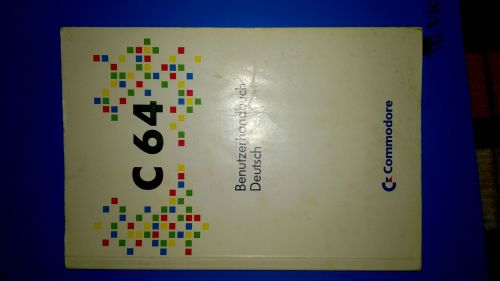 C 64
Benutzerhandbuch
Deutsch
Commodore